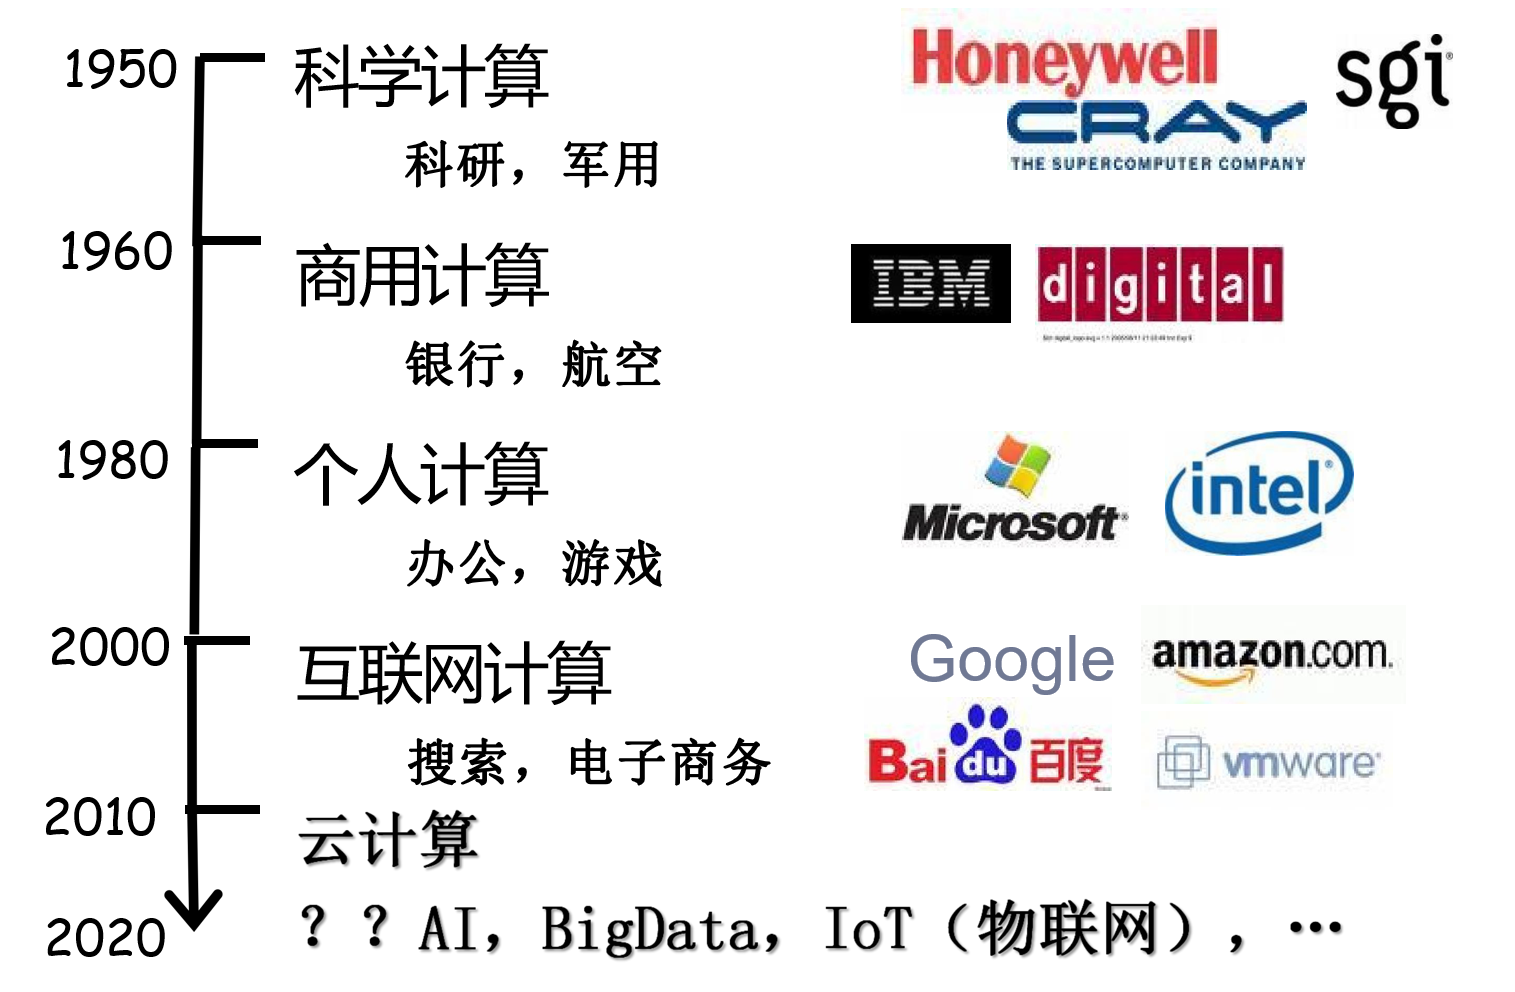 1950
科学计算
科研，军用
Honeywell
CRAY
THE SUPERCOMPUTER COMPANY
sgi
1960
商用计算
银行，航空
IBM
digital
1980
个人计算
办公，游戏
Microsoft
intel
2000
互联网计算
搜索，电子商务
Google
amazon.com.
Bai du 百度
vmware
2010
云计算
2020
？？AI，BigData，IoT（物联网），…